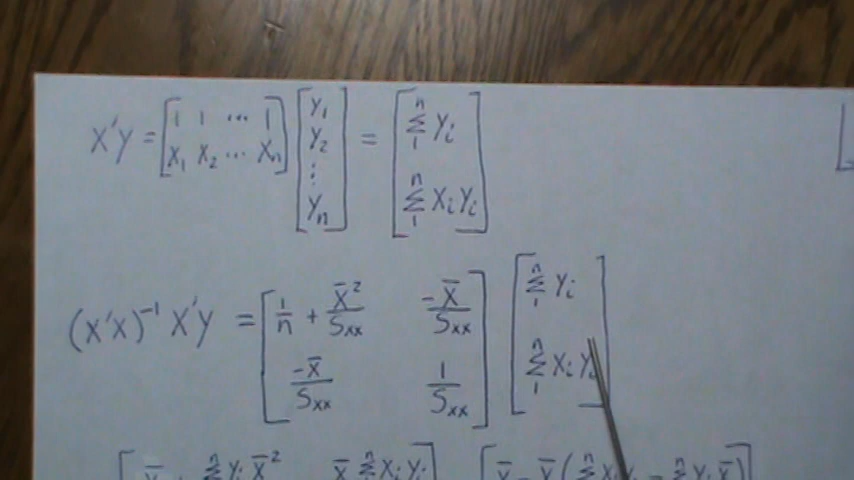 X'Y = [1 1 ... 1; X₁ X₂ ... Xₙ] [Y₁; Y₂; ⋮; Yₙ] = [Σ₁ⁿ Yᵢ; Σ₁ⁿ XᵢYᵢ]
(X'X)⁻¹ X'Y = [1/n + X̄²/Sₓₓ, -X̄/Sₓₓ; -X̄/Sₓₓ, 1/Sₓₓ] [Σ₁ⁿ Yᵢ; Σ₁ⁿ XᵢYᵢ]